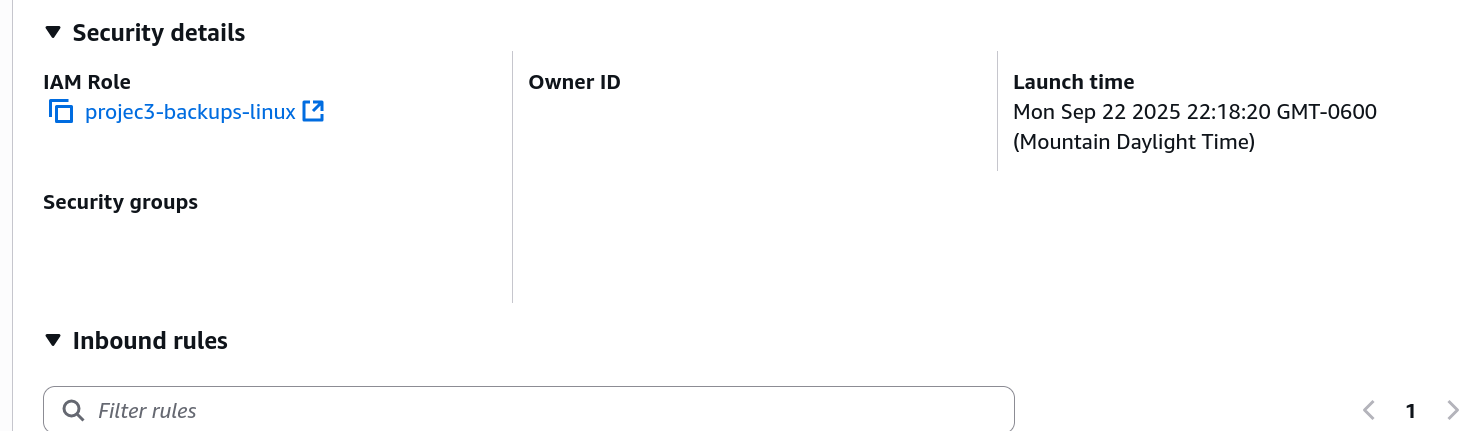 Security details
IAM Role
projec3-backups-linux
Owner ID
Launch time
Mon Sep 22 2025 22:18:20 GMT-0600
(Mountain Daylight Time)
Security groups
Inbound rules
Filter rules
1